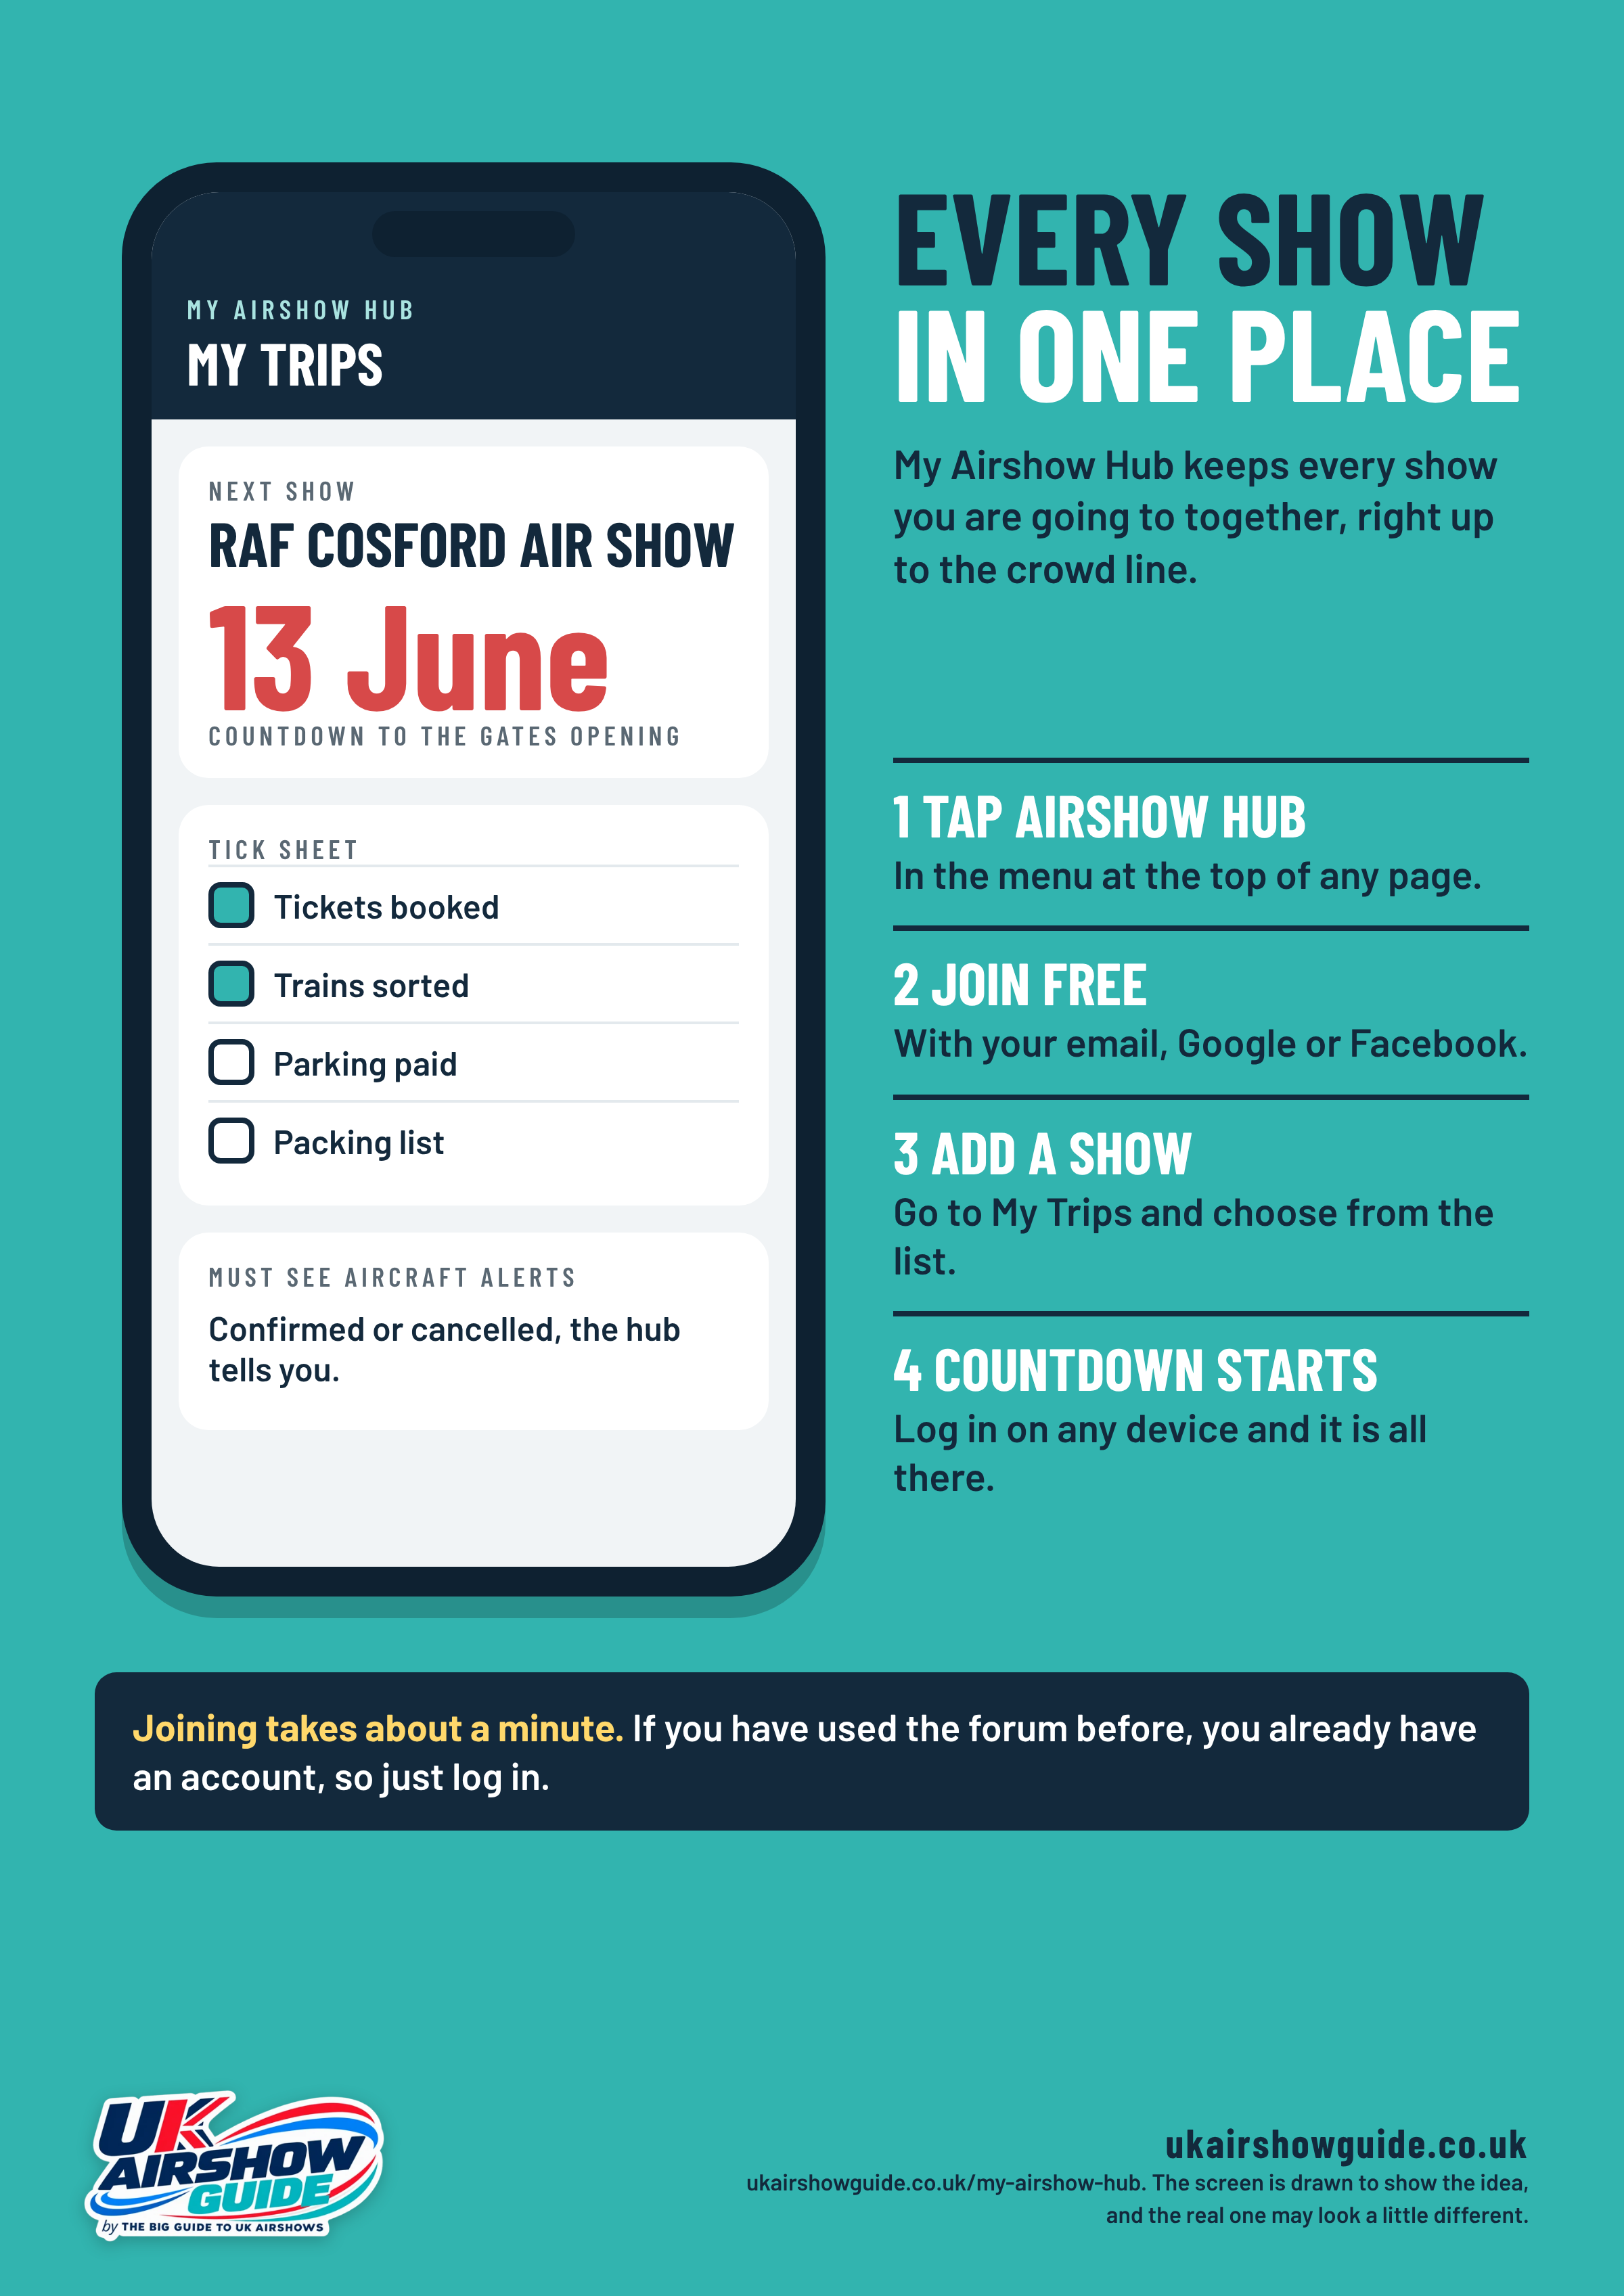 MY AIRSHOW HUB
MY TRIPS
NEXT SHOW
RAF COSFORD AIR SHOW
13 June
COUNTDOWN TO THE GATES OPENING
TICK SHEET
Tickets booked
Trains sorted
Parking paid
Packing list
MUST SEE AIRCRAFT ALERTS
Confirmed or cancelled, the hub
tells you.
EVERY SHOW
IN ONE PLACE
My Airshow Hub keeps every show
you are going to together, right up
to the crowd line.
1 TAP AIRSHOW HUB
In the menu at the top of any page.
2 JOIN FREE
With your email, Google or Facebook.
3 ADD A SHOW
Go to My Trips and choose from the
list.
4 COUNTDOWN STARTS
Log in on any device and it is all
there.
Joining takes about a minute. If you have used the forum before, you already have
an account, so just log in.
UK
AIRSHOW
GUIDE
by THE BIG GUIDE TO UK AIRSHOWS
ukairshowguide.co.uk
ukairshowguide.co.uk/my-airshow-hub. The screen is drawn to show the idea,
and the real one may look a little different.